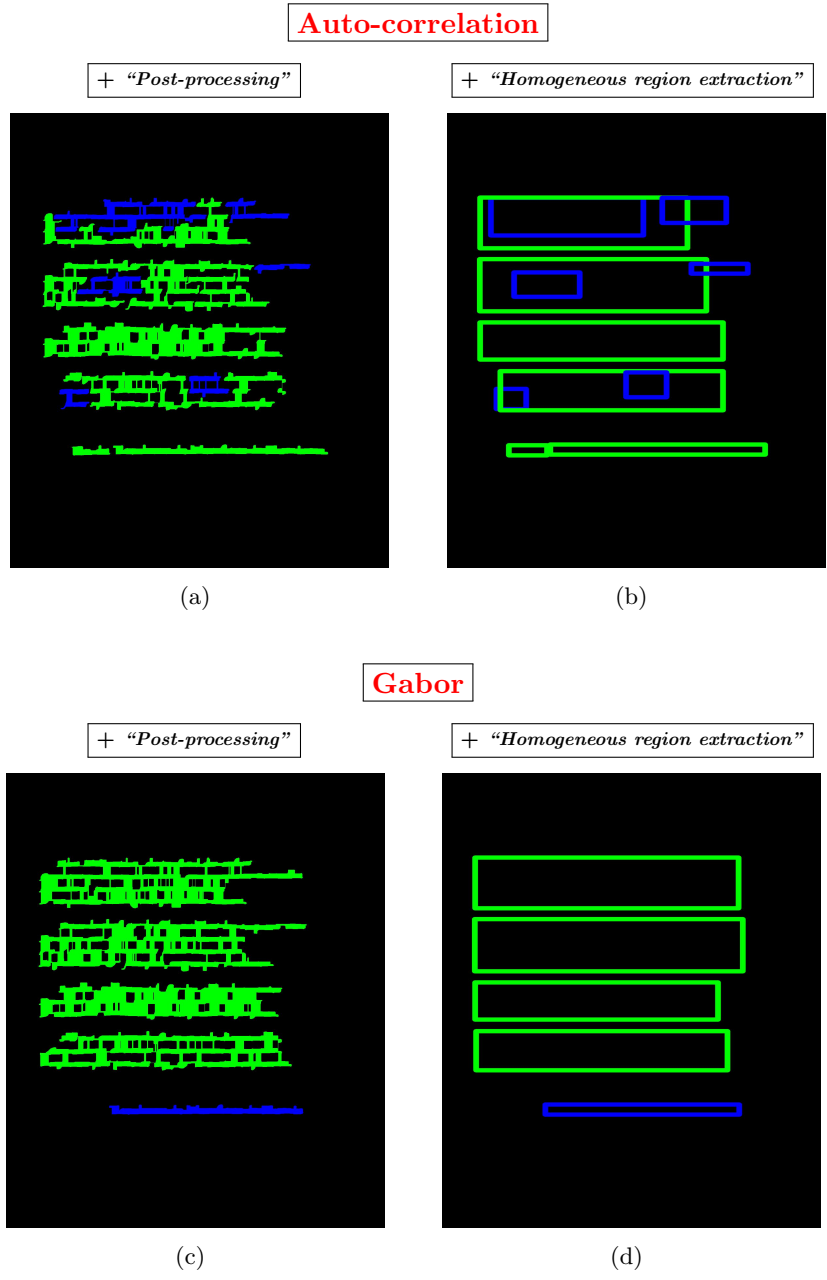 Auto-correlation
+ “Post-processing” + “Homogeneous region extraction”
(a) (b)
Gabor
+ “Post-processing” + “Homogeneous region extraction”
(c) (d)